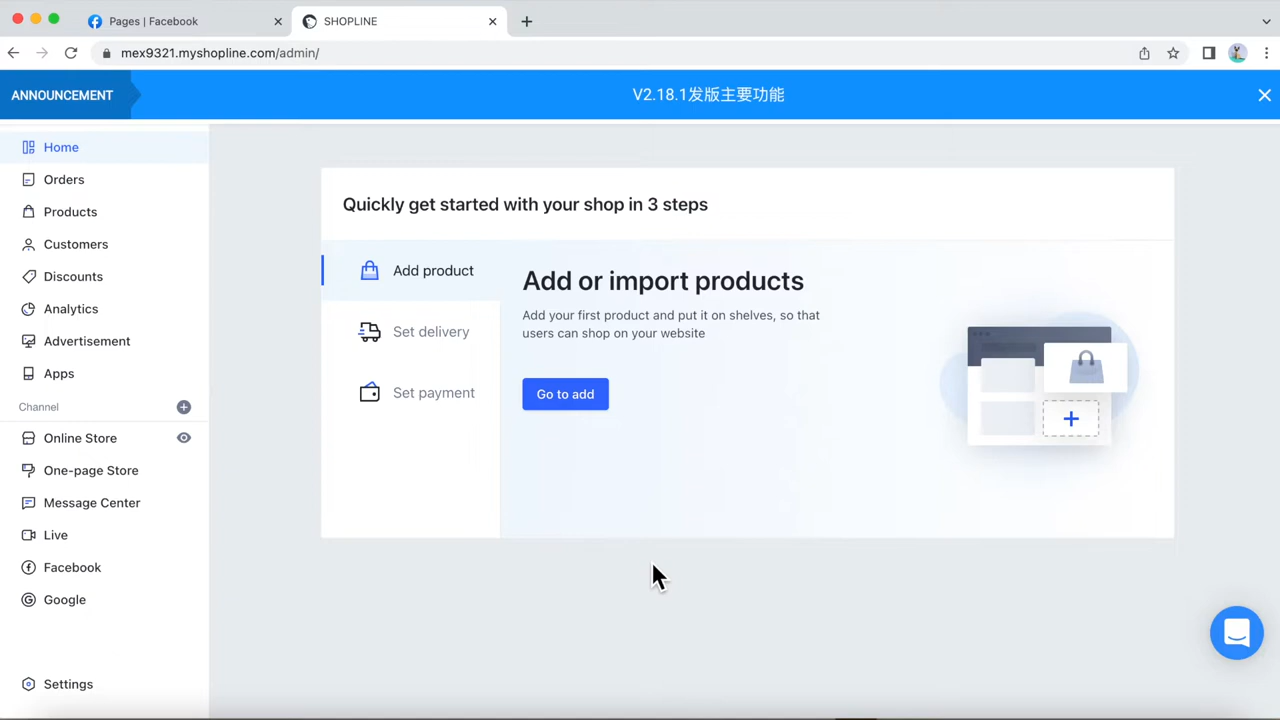 Pages | Facebook
SHOPLINE
mex9321.myshopline.com/admin/
ANNOUNCEMENT
V2.18.1发版主要功能
Home
Orders
Products
Customers
Discounts
Analytics
Advertisement
Apps
Channel
Online Store
One-page Store
Message Center
Live
Facebook
Google
Settings
Quickly get started with your shop in 3 steps
Add product
Set delivery
Set payment
Add or import products
Add your first product and put it on shelves, so that
users can shop on your website
Go to add